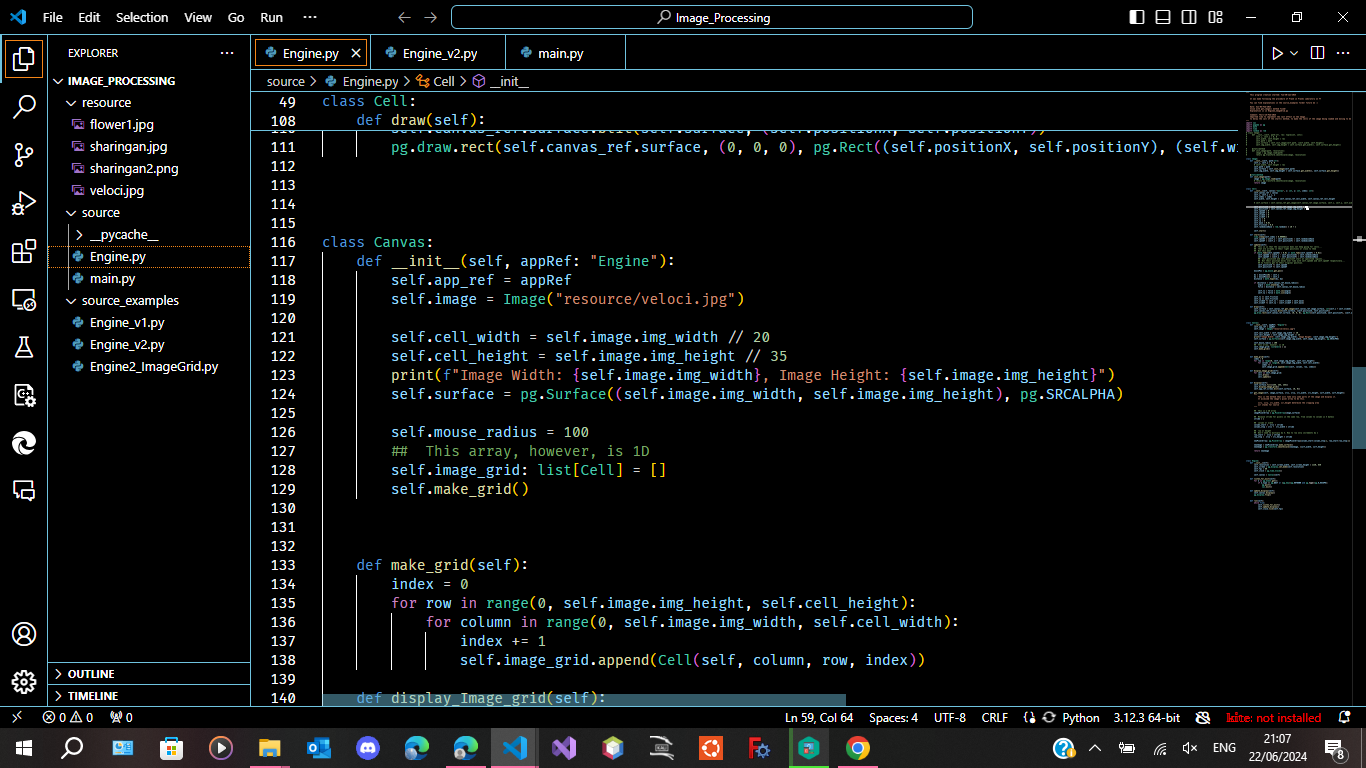 File Edit Selection View Go Run ··· Image_Processing
EXPLORER ···
IMAGE_PROCESSING
resource
flower1.jpg
sharingan.jpg
sharingan2.png
veloci.jpg
source
__pycache__
Engine.py
main.py
source_examples
Engine_v1.py
Engine_v2.py
Engine2_ImageGrid.py
OUTLINE
TIMELINE
Engine.py Engine_v2.py main.py
source > Engine.py > Cell > __init__
49 class Cell:
108     def draw(self):
111         pg.draw.rect(self.canvas_ref.surface, (0, 0, 0), pg.Rect((self.positionX, self.positionY), (self.wi
112
113
114
115
116 class Canvas:
117     def __init__(self, appRef: "Engine"):
118         self.app_ref = appRef
119         self.image = Image("resource/veloci.jpg")
120
121         self.cell_width = self.image.img_width // 20
122         self.cell_height = self.image.img_height // 35
123         print(f"Image Width: {self.image.img_width}, Image Height: {self.image.img_height}")
124         self.surface = pg.Surface((self.image.img_width, self.image.img_height), pg.SRCALPHA)
125
126         self.mouse_radius = 100
127         ##  This array, however, is 1D
128         self.image_grid: list[Cell] = []
129         self.make_grid()
130
131
132
133     def make_grid(self):
134         index = 0
135         for row in range(0, self.image.img_height, self.cell_height):
136             for column in range(0, self.image.img_width, self.cell_width):
137                 index += 1
138                 self.image_grid.append(Cell(self, column, row, index))
139
140     def display_Image_grid(self):
0 0 0 Ln 59, Col 64 Spaces: 4 UTF-8 CRLF Python 3.12.3 64-bit not installed
ENG 21:07
22/06/2024 8